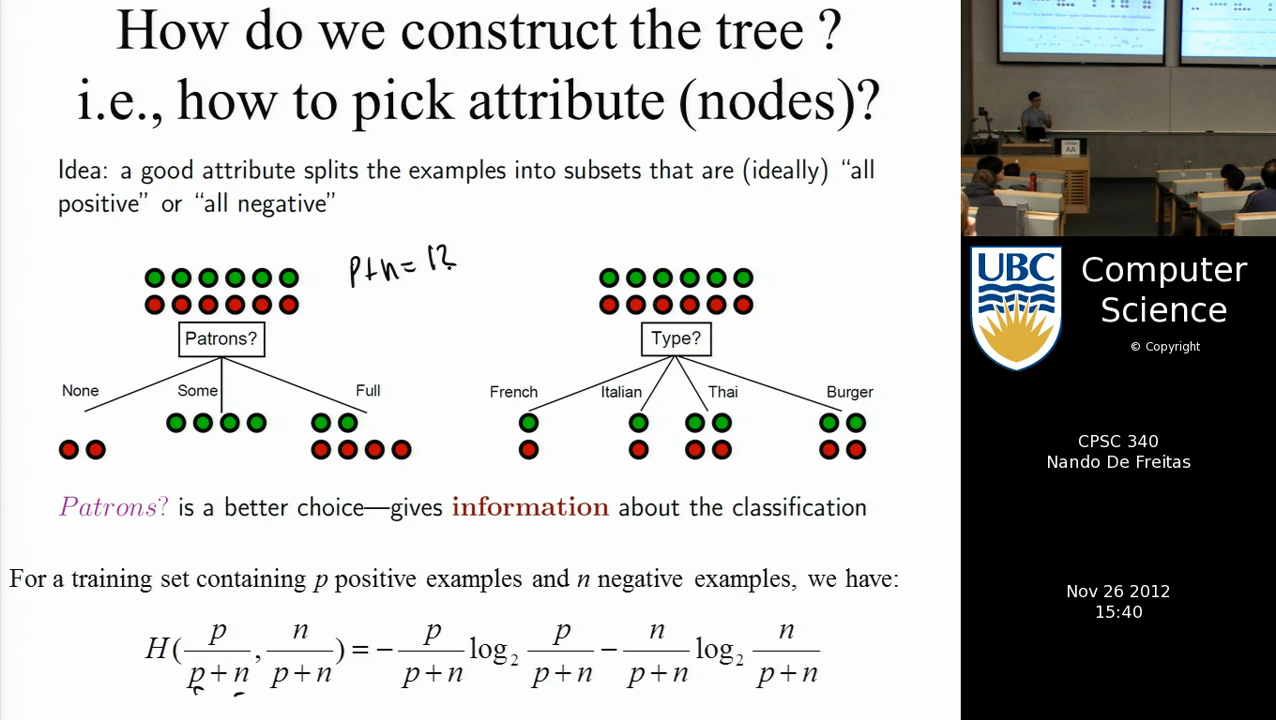 How do we construct the tree ?
i.e., how to pick attribute (nodes)?
Idea: a good attribute splits the examples into subsets that are (ideally) “all
positive” or “all negative”
p+n= 12
Patrons?
None Some Full
Type?
French Italian Thai Burger
Patrons? is a better choice—gives information about the classification
For a training set containing p positive examples and n negative examples, we have:
H(p/p+n, n/p+n) = − p/p+n log₂ p/p+n − n/p+n log₂ n/p+n
UBC
Computer
Science
© Copyright
CPSC 340
Nando De Freitas
Nov 26 2012
15:40